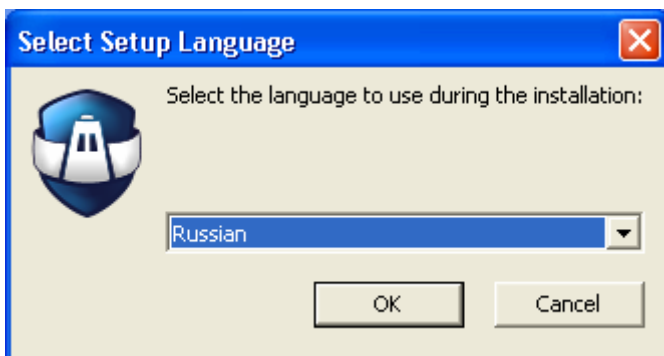 Select Setup Language
Select the language to use during the installation:
Russian
OK
Cancel